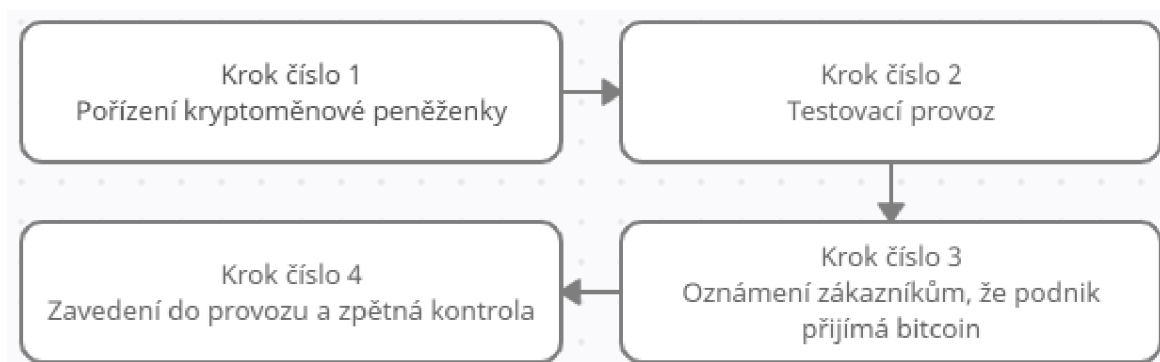 Krok číslo 1
Pořízení kryptoměnové peněženky
Krok číslo 2
Testovací provoz
Krok číslo 3
Oznámení zákazníkům, že podnik
přijímá bitcoin
Krok číslo 4
Zavedení do provozu a zpětná kontrola